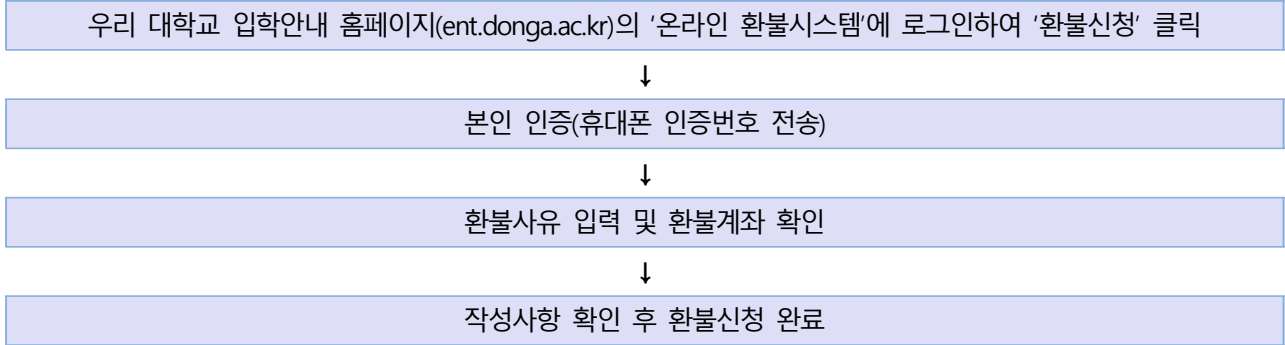 우리 대학교 입학안내 홈페이지(ent.donga.ac.kr)의 ‘온라인 환불시스템’에 로그인하여 ‘환불신청’ 클릭
↓
본인 인증(휴대폰 인증번호 전송)
↓
환불사유 입력 및 환불계좌 확인
↓
작성사항 확인 후 환불신청 완료